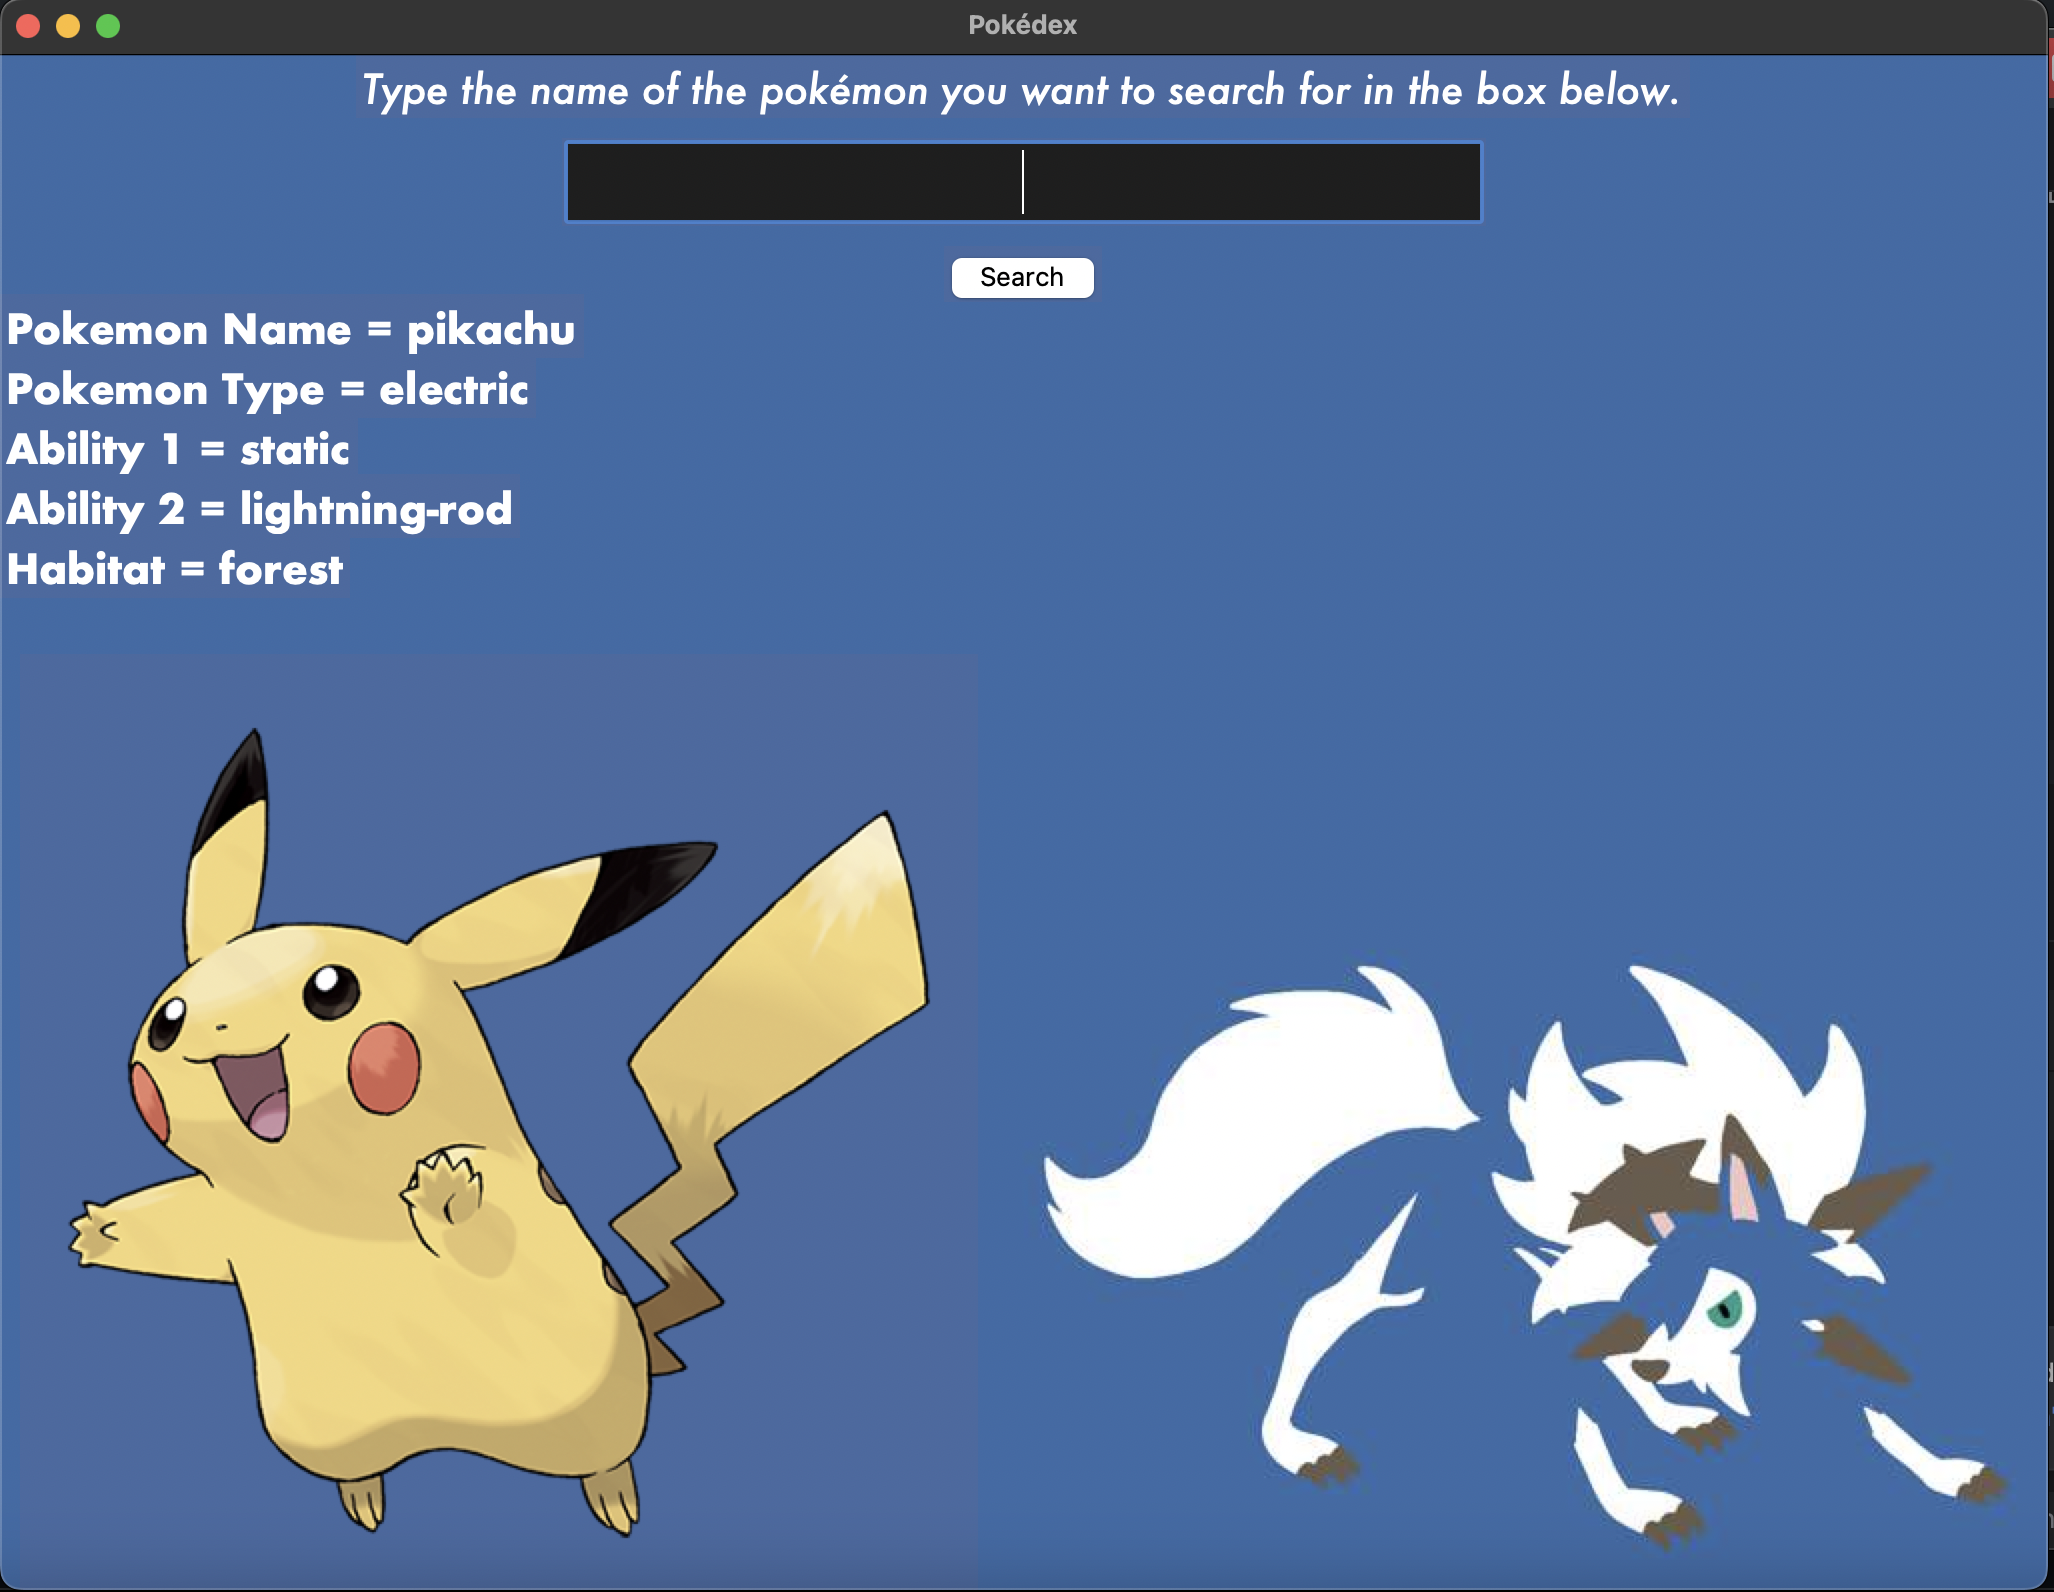 Pokédex
Type the name of the pokémon you want to search for in the box below.
Search
Pokemon Name = pikachu
Pokemon Type = electric
Ability 1 = static
Ability 2 = lightning-rod
Habitat = forest